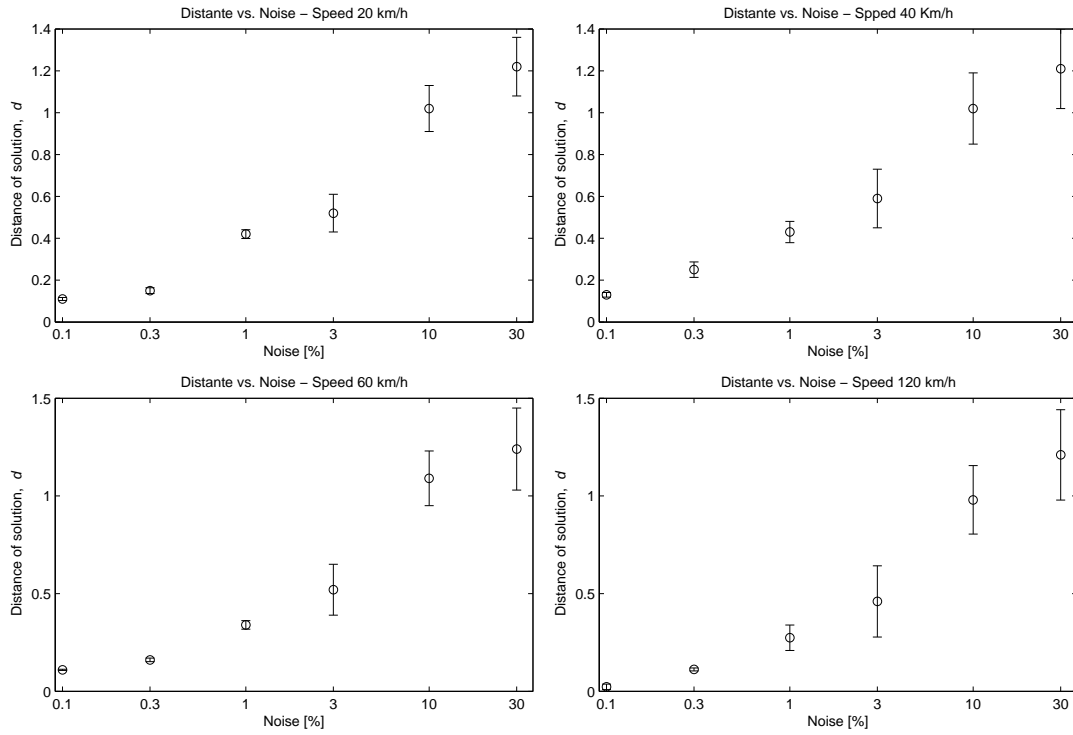 Distante vs. Noise − Speed 20 km/h
1.4
1.2
1
0.8
0.6
0.4
0.2
0
Distance of solution, d
0.1 0.3 1 3 10 30
Noise [%]
Distante vs. Noise − Spped 40 Km/h
1.4
1.2
1
0.8
0.6
0.4
0.2
0
Distance of solution, d
0.1 0.3 1 3 10 30
Noise [%]
Distante vs. Noise − Speed 60 km/h
1.5
1
0.5
0
Distance of solution, d
0.1 0.3 1 3 10 30
Noise [%]
Distante vs. Noise − Speed 120 km/h
1.5
1
0.5
0
Distance of solution, d
0.1 0.3 1 3 10 30
Noise [%]